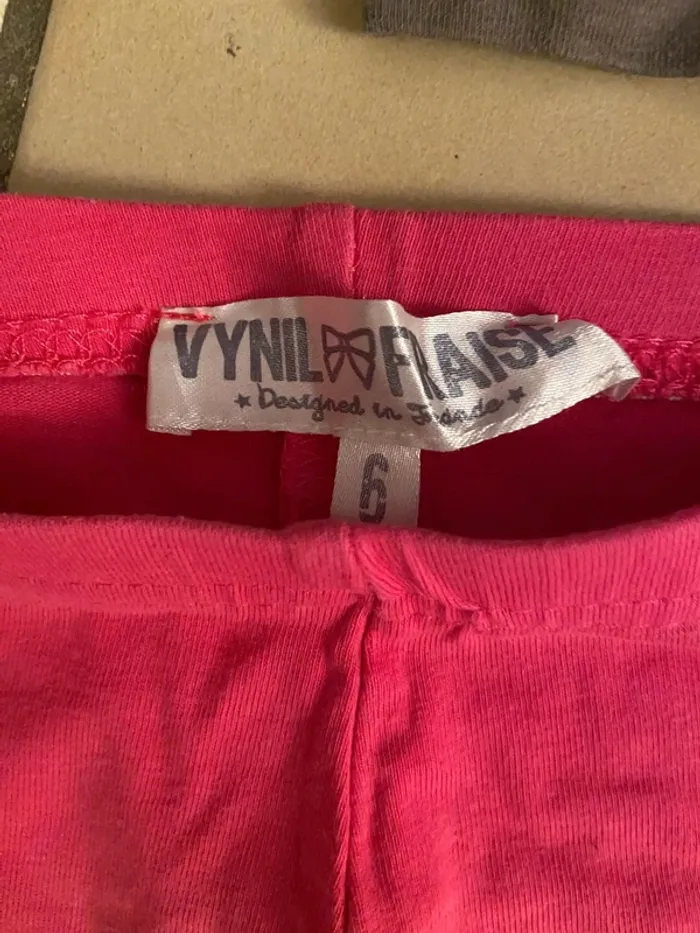 VYNIL FRAISE
★ Designed in France ★
6